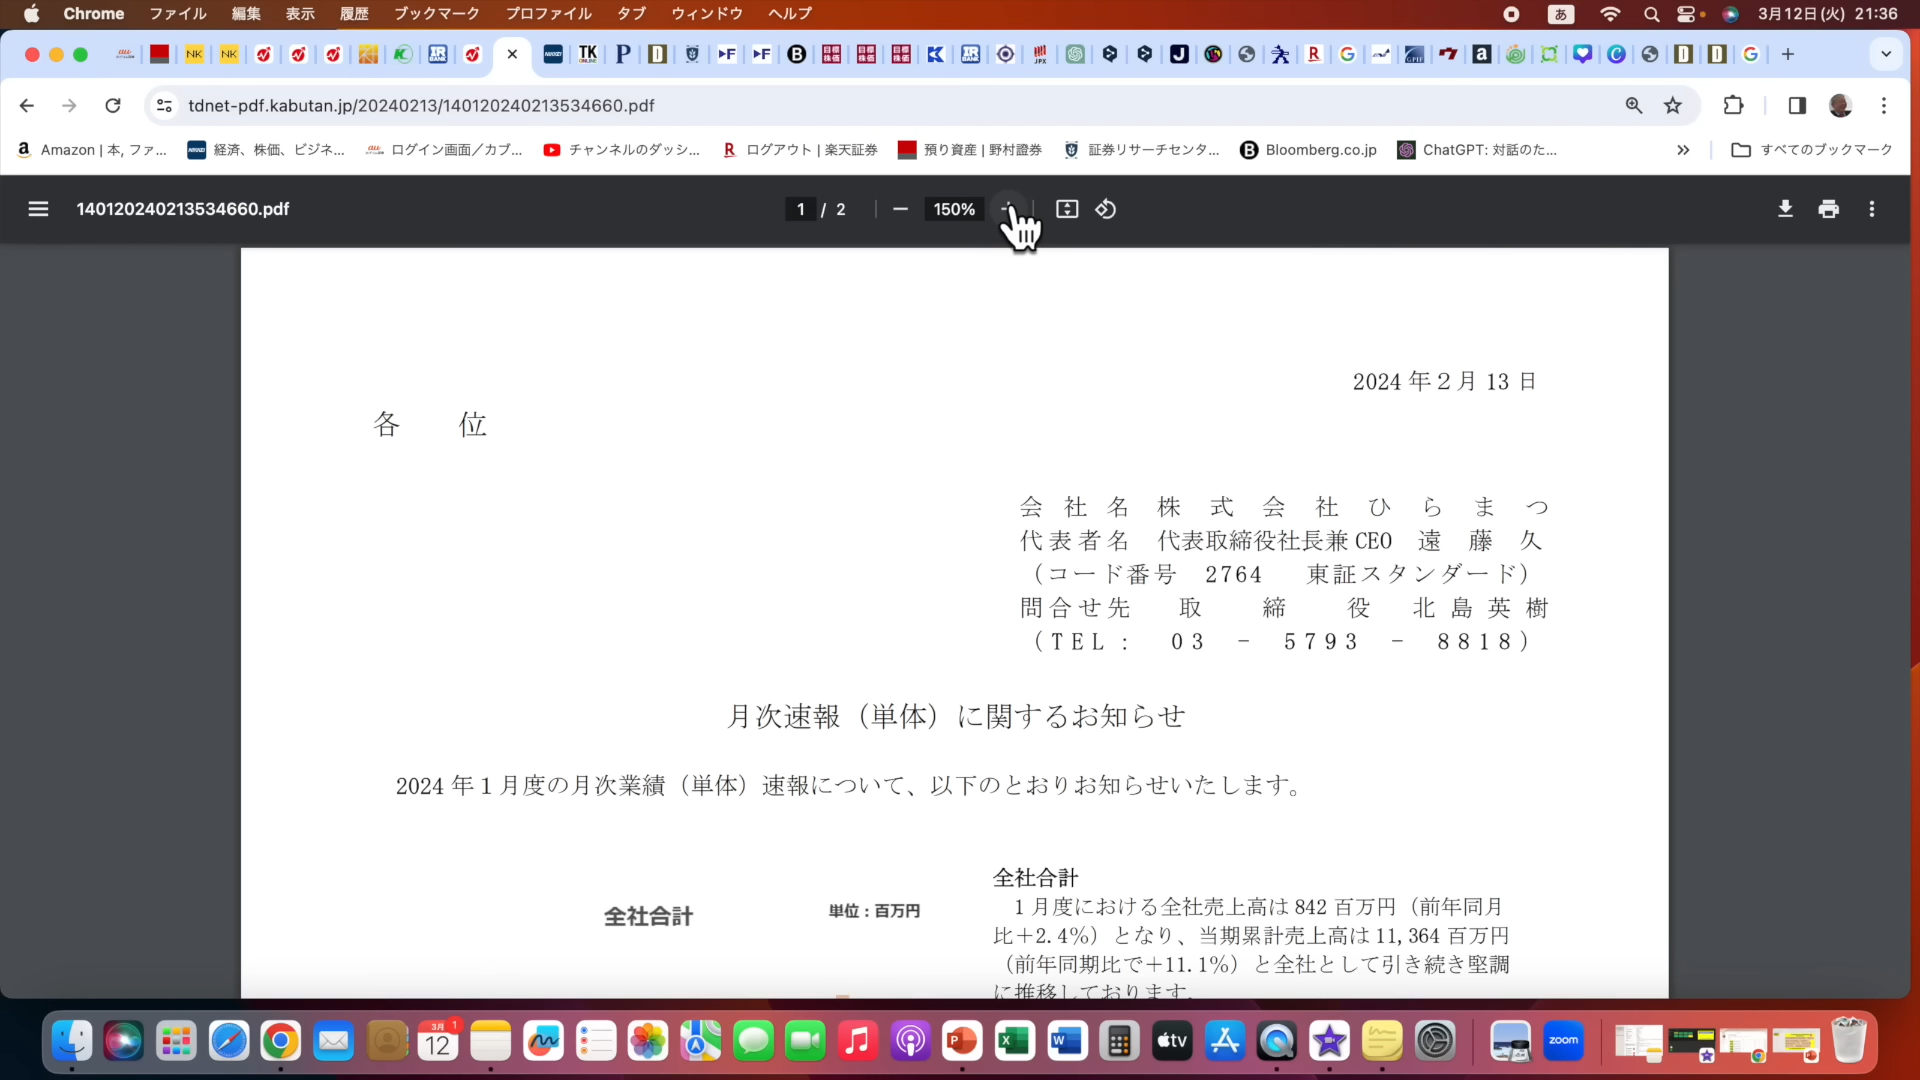 Chrome ファイル 編集 表示 履歴 ブックマーク プロファイル タブ ウィンドウ ヘルプ あ 3月12日(火) 21:36
tdnet-pdf.kabutan.jp/20240213/140120240213534660.pdf
Amazon | 本, ファ... 経済、株価、ビジネ... ログイン画面／カブ... チャンネルのダッシ... ログアウト | 楽天証券 預り資産 | 野村證券 証券リサーチセンタ... Bloomberg.co.jp ChatGPT: 対話のた... すべてのブックマーク
140120240213534660.pdf 1 / 2 150%
2024 年２月 13 日
各 位
会 社 名 株 式 会 社 ひ ら ま つ
代表者名 代表取締役社長兼 CEO 遠 藤 久
（コード番号 2764 東証スタンダード）
問合せ先 取 締 役 北 島 英 樹
（TEL： 03 － 5793 － 8818）
月次速報（単体）に関するお知らせ
2024 年１月度の月次業績（単体）速報について、以下のとおりお知らせいたします。
全社合計 単位：百万円
全社合計
１月度における全社売上高は 842 百万円（前年同月
比＋2.4％）となり、当期累計売上高は 11,364 百万円
（前年同期比で＋11.1％）と全社として引き続き堅調
に推移しております。
3月 1
12
tv
zoom